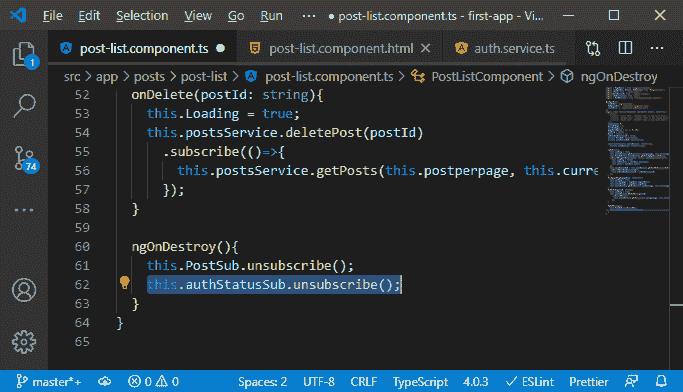 File Edit Selection View Go Run ··· post-list.component.ts - first-app - Vi...
post-list.component.ts ● post-list.component.html auth.service.ts ···
src > app > posts > post-list > post-list.component.ts > PostListComponent > ngOnDestroy
52 onDelete(postId: string){
53 this.Loading = true;
54 this.postsService.deletePost(postId)
55 .subscribe(()=>{
56 this.postsService.getPosts(this.postperpage, this.curre
57 });
58 }
59
60 ngOnDestroy(){
61 this.PostSub.unsubscribe();
62 this.authStatusSub.unsubscribe();
63 }
64 }
65
1
74
master*+ 0 0 Spaces: 2 UTF-8 CRLF TypeScript 4.0.3 ✓ ESLint Prettier